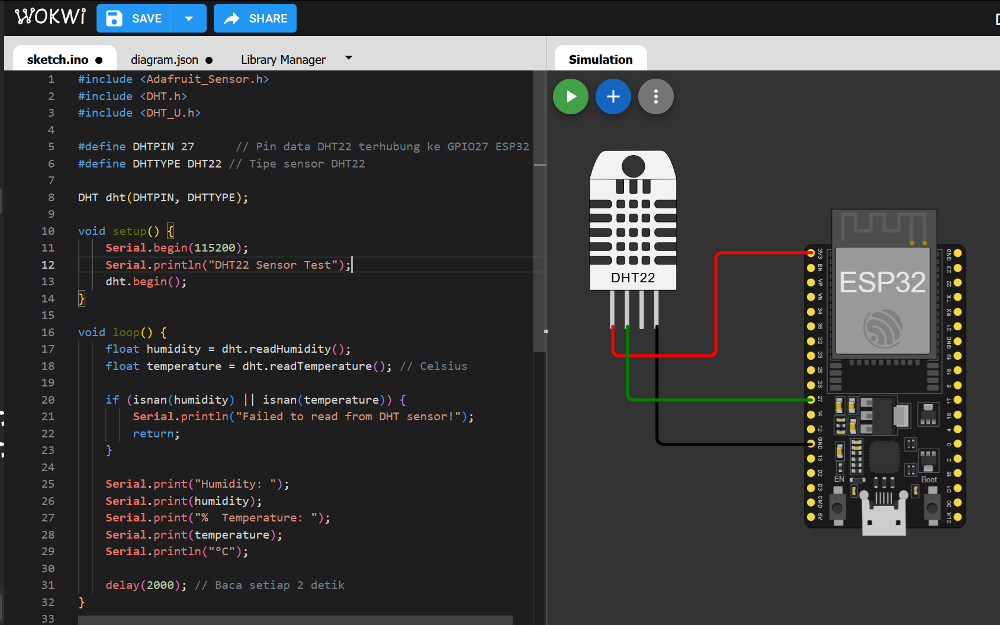 WOKWi
SAVE
SHARE
sketch.ino ●
diagram.json ●
Library Manager
Simulation
1 #include <Adafruit_Sensor.h>
2 #include <DHT.h>
3 #include <DHT_U.h>
4
5 #define DHTPIN 27 // Pin data DHT22 terhubung ke GPIO27 ESP32
6 #define DHTTYPE DHT22 // Tipe sensor DHT22
7
8 DHT dht(DHTPIN, DHTTYPE);
9
10 void setup() {
11 Serial.begin(115200);
12 Serial.println("DHT22 Sensor Test");
13 dht.begin();
14 }
15
16 void loop() {
17 float humidity = dht.readHumidity();
18 float temperature = dht.readTemperature(); // Celsius
19
20 if (isnan(humidity) || isnan(temperature)) {
21 Serial.println("Failed to read from DHT sensor!");
22 return;
23 }
24
25 Serial.print("Humidity: ");
26 Serial.print(humidity);
27 Serial.print("%  Temperature: ");
28 Serial.print(temperature);
29 Serial.println("°C");
30
31 delay(2000); // Baca setiap 2 detik
32 }
33
DHT22
ESP32
3V3
EN
VP
VN
34
35
32
33
25
26
27
14
12
GND
13
D2
D3
CMD
5V
GND
23
22
TX
RX
21
GND
19
18
5
17
16
4
0
2
15
D1
D0
CLK
EN
Boot